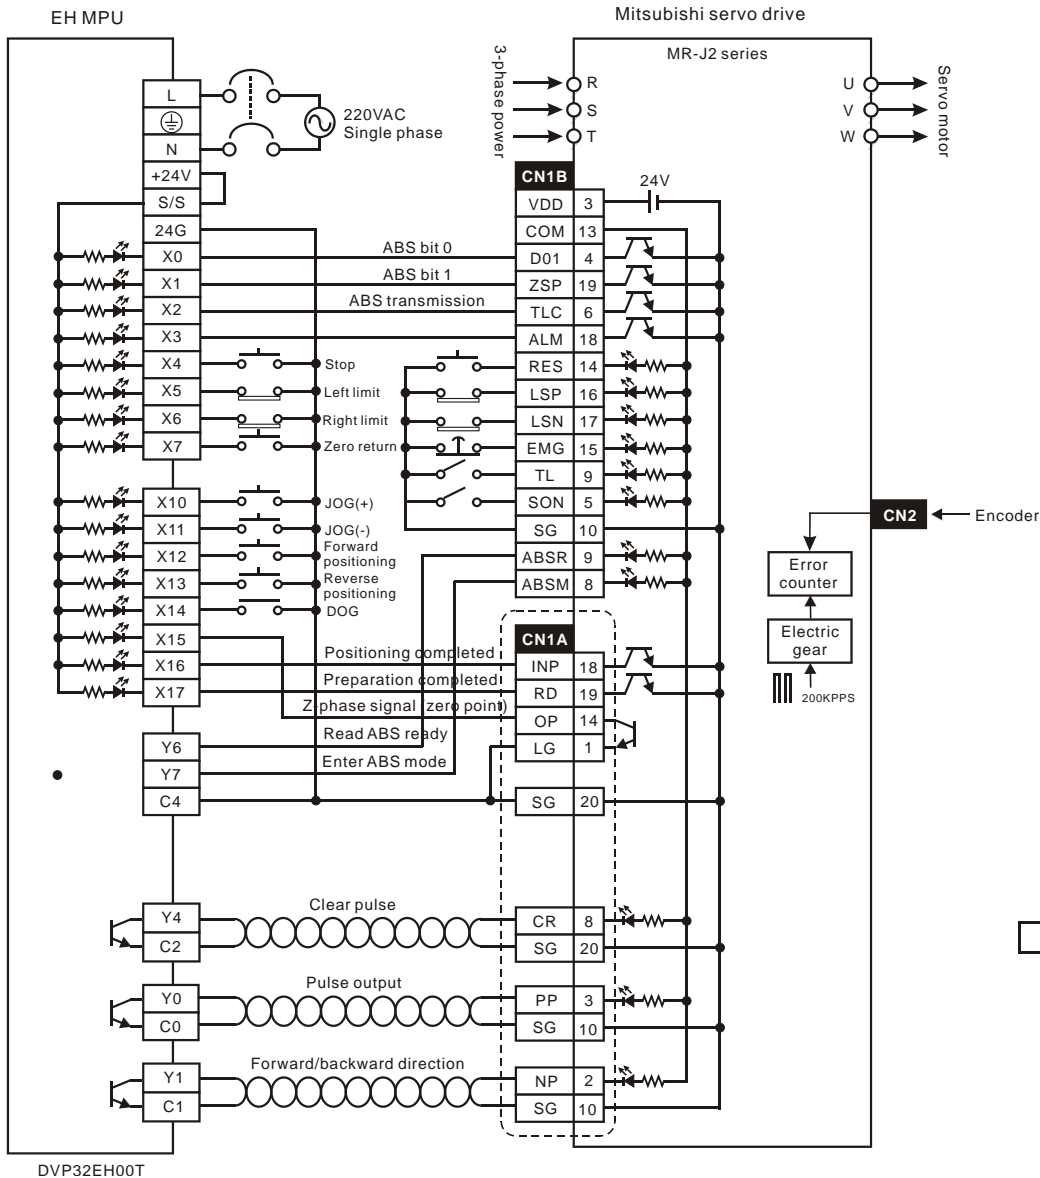 EH MPU
Mitsubishi servo drive
MR-J2 series
3-phase power
R
S
T
U
V
W
Servo motor
L
N
220VAC
Single phase
+24V
S/S
24G
X0
X1
X2
X3
X4
X5
X6
X7
X10
X11
X12
X13
X14
X15
X16
X17
Y6
Y7
C4
Y4
C2
Y0
C0
Y1
C1
ABS bit 0
ABS bit 1
ABS transmission
Stop
Left limit
Right limit
Zero return
JOG(+)
JOG(-)
Forward
positioning
Reverse
positioning
DOG
Positioning completed
Preparation completed
Z-phase signal (zero point)
Read ABS ready
Enter ABS mode
Clear pulse
Pulse output
Forward/backward direction
CN1B
24V
VDD 3
COM 13
D01 4
ZSP 19
TLC 6
ALM 18
RES 14
LSP 16
LSN 17
EMG 15
TL 9
SON 5
SG 10
ABSR 9
ABSM 8
CN1A
INP 18
RD 19
OP 14
LG 1
SG 20
CR 8
SG 20
PP 3
SG 10
NP 2
SG 10
CN2
Encoder
Error
counter
Electric
gear
200KPPS
DVP32EH00T